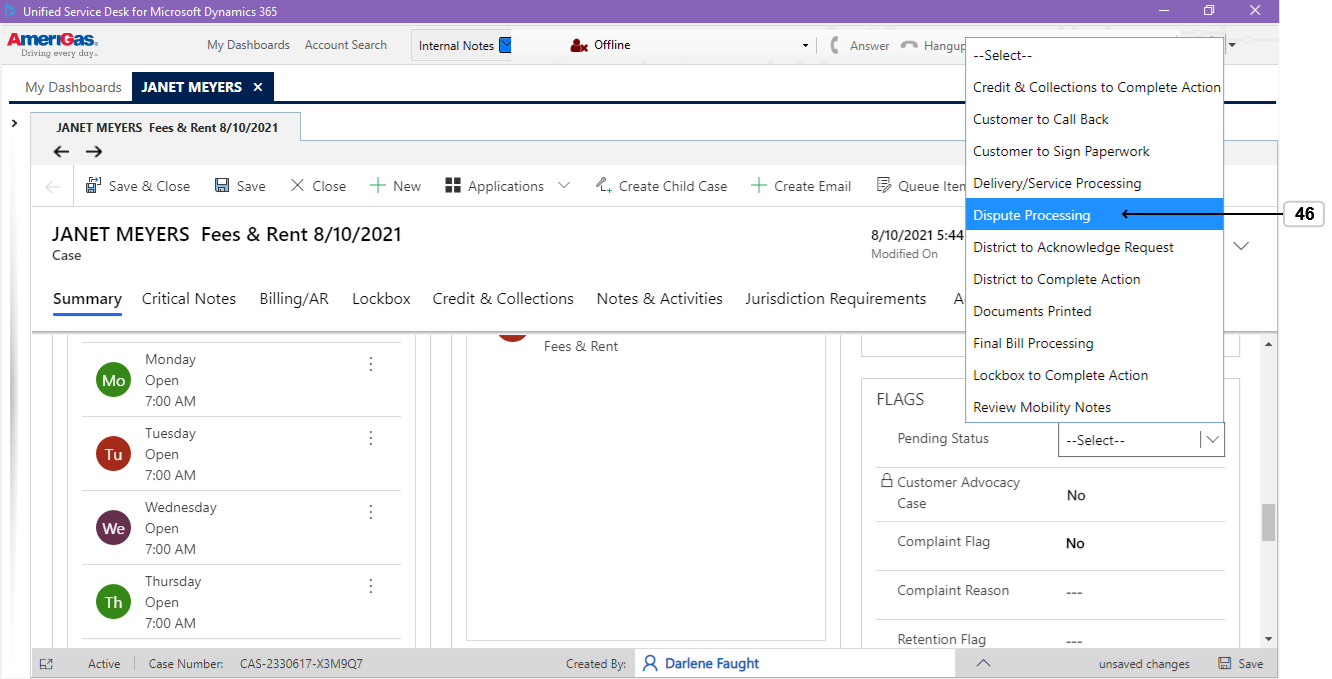 Unified Service Desk for Microsoft Dynamics 365
AmeriGas.
Driving every day..
My Dashboards
Account Search
Internal Notes
Offline
Answer
Hangup
My Dashboards
JANET MEYERS
JANET MEYERS Fees & Rent 8/10/2021
Save & Close
Save
Close
New
Applications
Create Child Case
Create Email
Queue Iten
JANET MEYERS Fees & Rent 8/10/2021
Case
8/10/2021 5:44
Modified On
Summary
Critical Notes
Billing/AR
Lockbox
Credit & Collections
Notes & Activities
Jurisdiction Requirements
A
--Select--
Credit & Collections to Complete Action
Customer to Call Back
Customer to Sign Paperwork
Delivery/Service Processing
Dispute Processing
46
District to Acknowledge Request
District to Complete Action
Documents Printed
Final Bill Processing
Lockbox to Complete Action
Review Mobility Notes
Mo
Monday
Open
7:00 AM
Tu
Tuesday
Open
7:00 AM
We
Wednesday
Open
7:00 AM
Th
Thursday
Open
7:00 AM
Fees & Rent
FLAGS
Pending Status
--Select--
Customer Advocacy
Case
No
Complaint Flag
No
Complaint Reason
---
Retention Flag
---
Active
Case Number:
CAS-2330617-X3M9Q7
Created By:
Darlene Faught
unsaved changes
Save